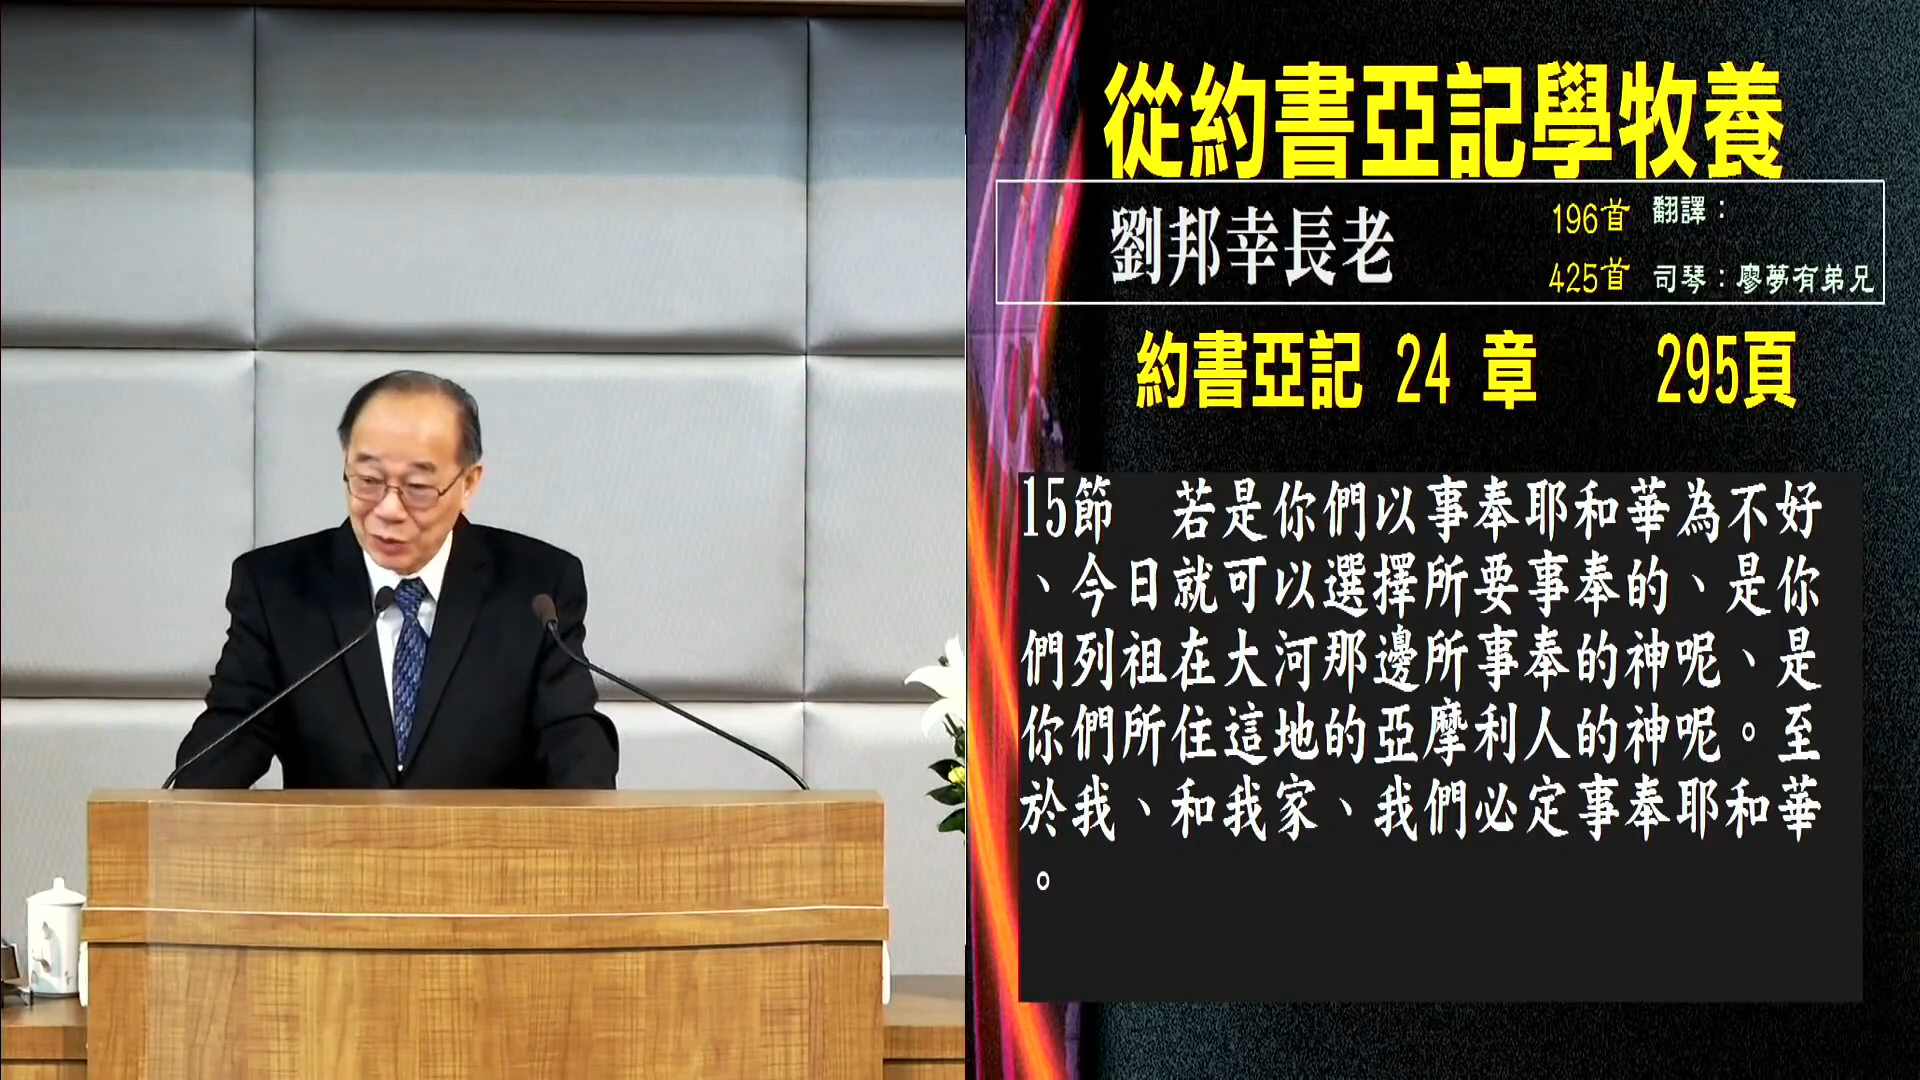 從約書亞記學牧養
劉邦幸長老
196首 翻譯：
425首 司琴：廖夢有弟兄
約書亞記 24 章 295頁
15節 若是你們以事奉耶和華為不好
、今日就可以選擇所要事奉的、是你
們列祖在大河那邊所事奉的神呢、是
你們所住這地的亞摩利人的神呢。至
於我、和我家、我們必定事奉耶和華
。